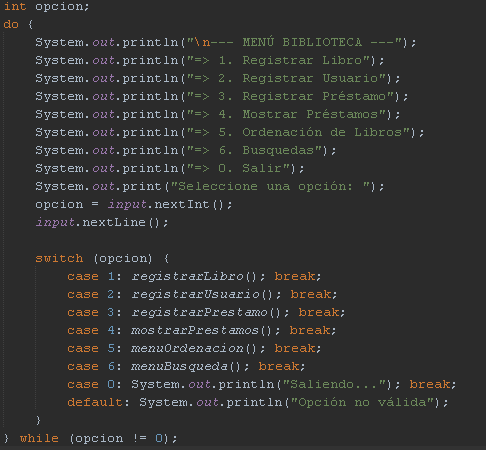 int opcion;
do {
    System.out.println("\n--- MENÚ BIBLIOTECA ---");
    System.out.println("=> 1. Registrar Libro");
    System.out.println("=> 2. Registrar Usuario");
    System.out.println("=> 3. Registrar Préstamo");
    System.out.println("=> 4. Mostrar Préstamos");
    System.out.println("=> 5. Ordenación de Libros");
    System.out.println("=> 6. Busquedas");
    System.out.println("=> 0. Salir");
    System.out.print("Seleccione una opción: ");
    opcion = input.nextInt();
    input.nextLine();

    switch (opcion) {
        case 1: registrarLibro(); break;
        case 2: registrarUsuario(); break;
        case 3: registrarPrestamo(); break;
        case 4: mostrarPrestamos(); break;
        case 5: menuOrdenacion(); break;
        case 6: menuBusqueda(); break;
        case 0: System.out.println("Saliendo..."); break;
        default: System.out.println("Opción no válida");
    }
} while (opcion != 0);